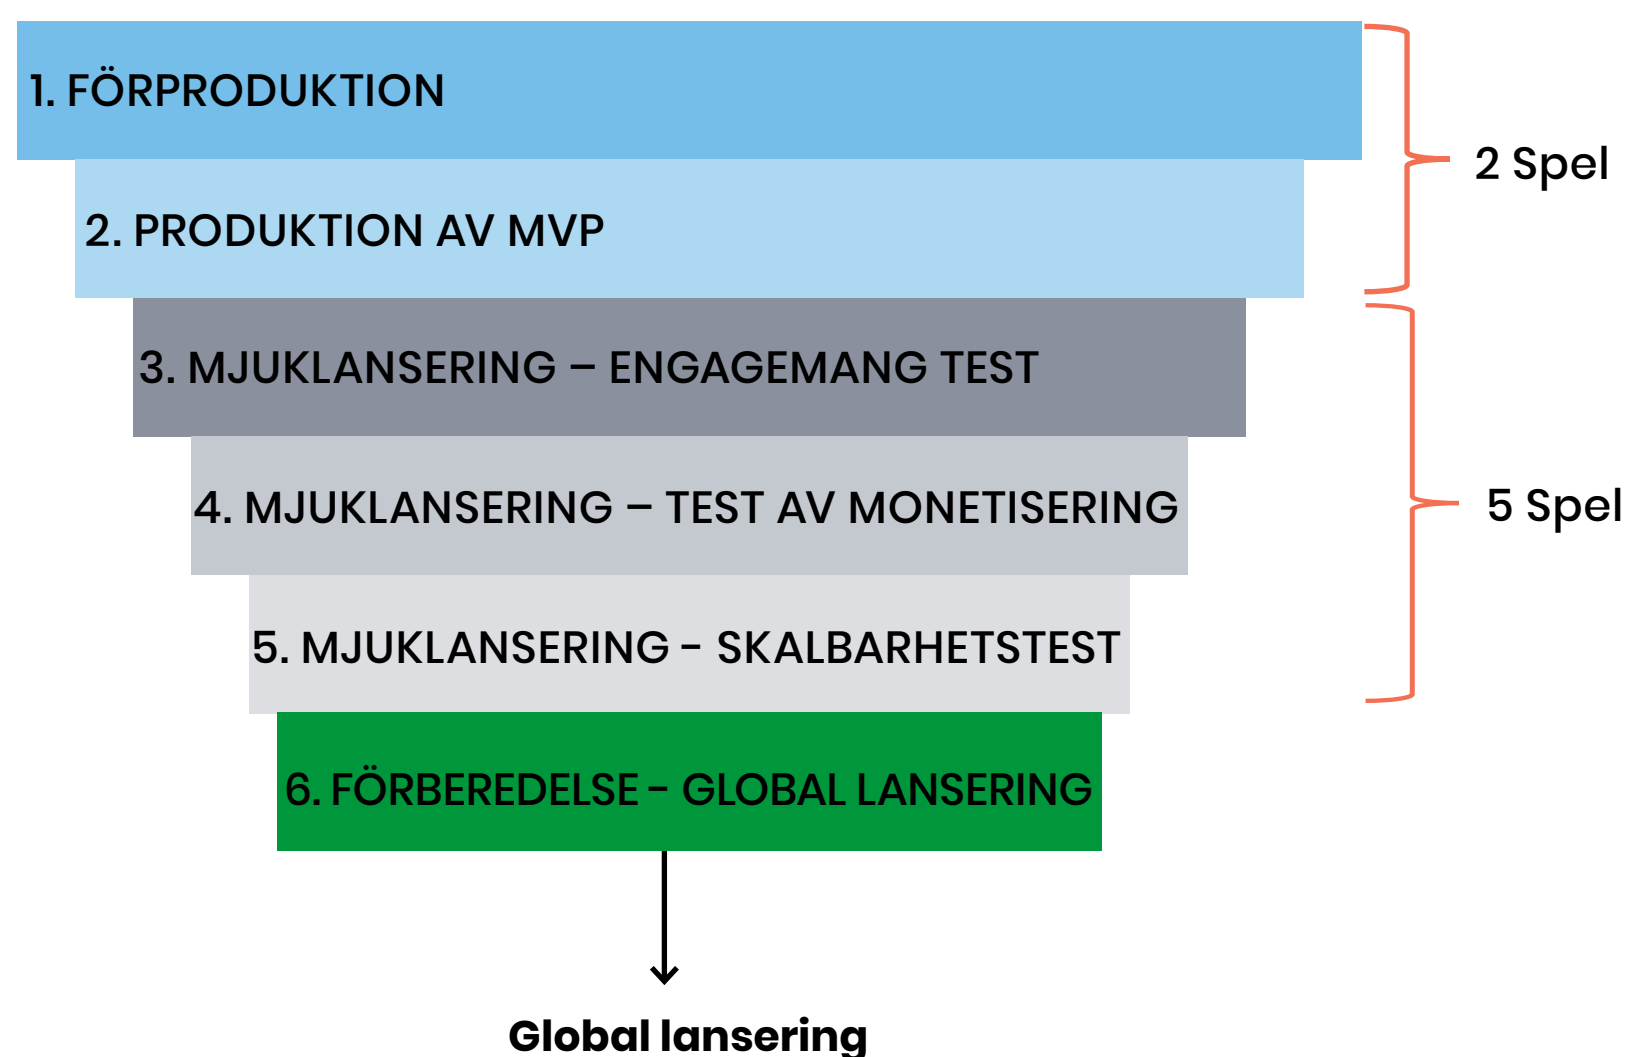 1. FÖRPRODUKTION
2. PRODUKTION AV MVP
2 Spel
3. MJUKLANSERING – ENGAGEMANG TEST
4. MJUKLANSERING – TEST AV MONETISERING
5. MJUKLANSERING - SKALBARHETSTEST
5 Spel
6. FÖRBEREDELSE - GLOBAL LANSERING
Global lansering